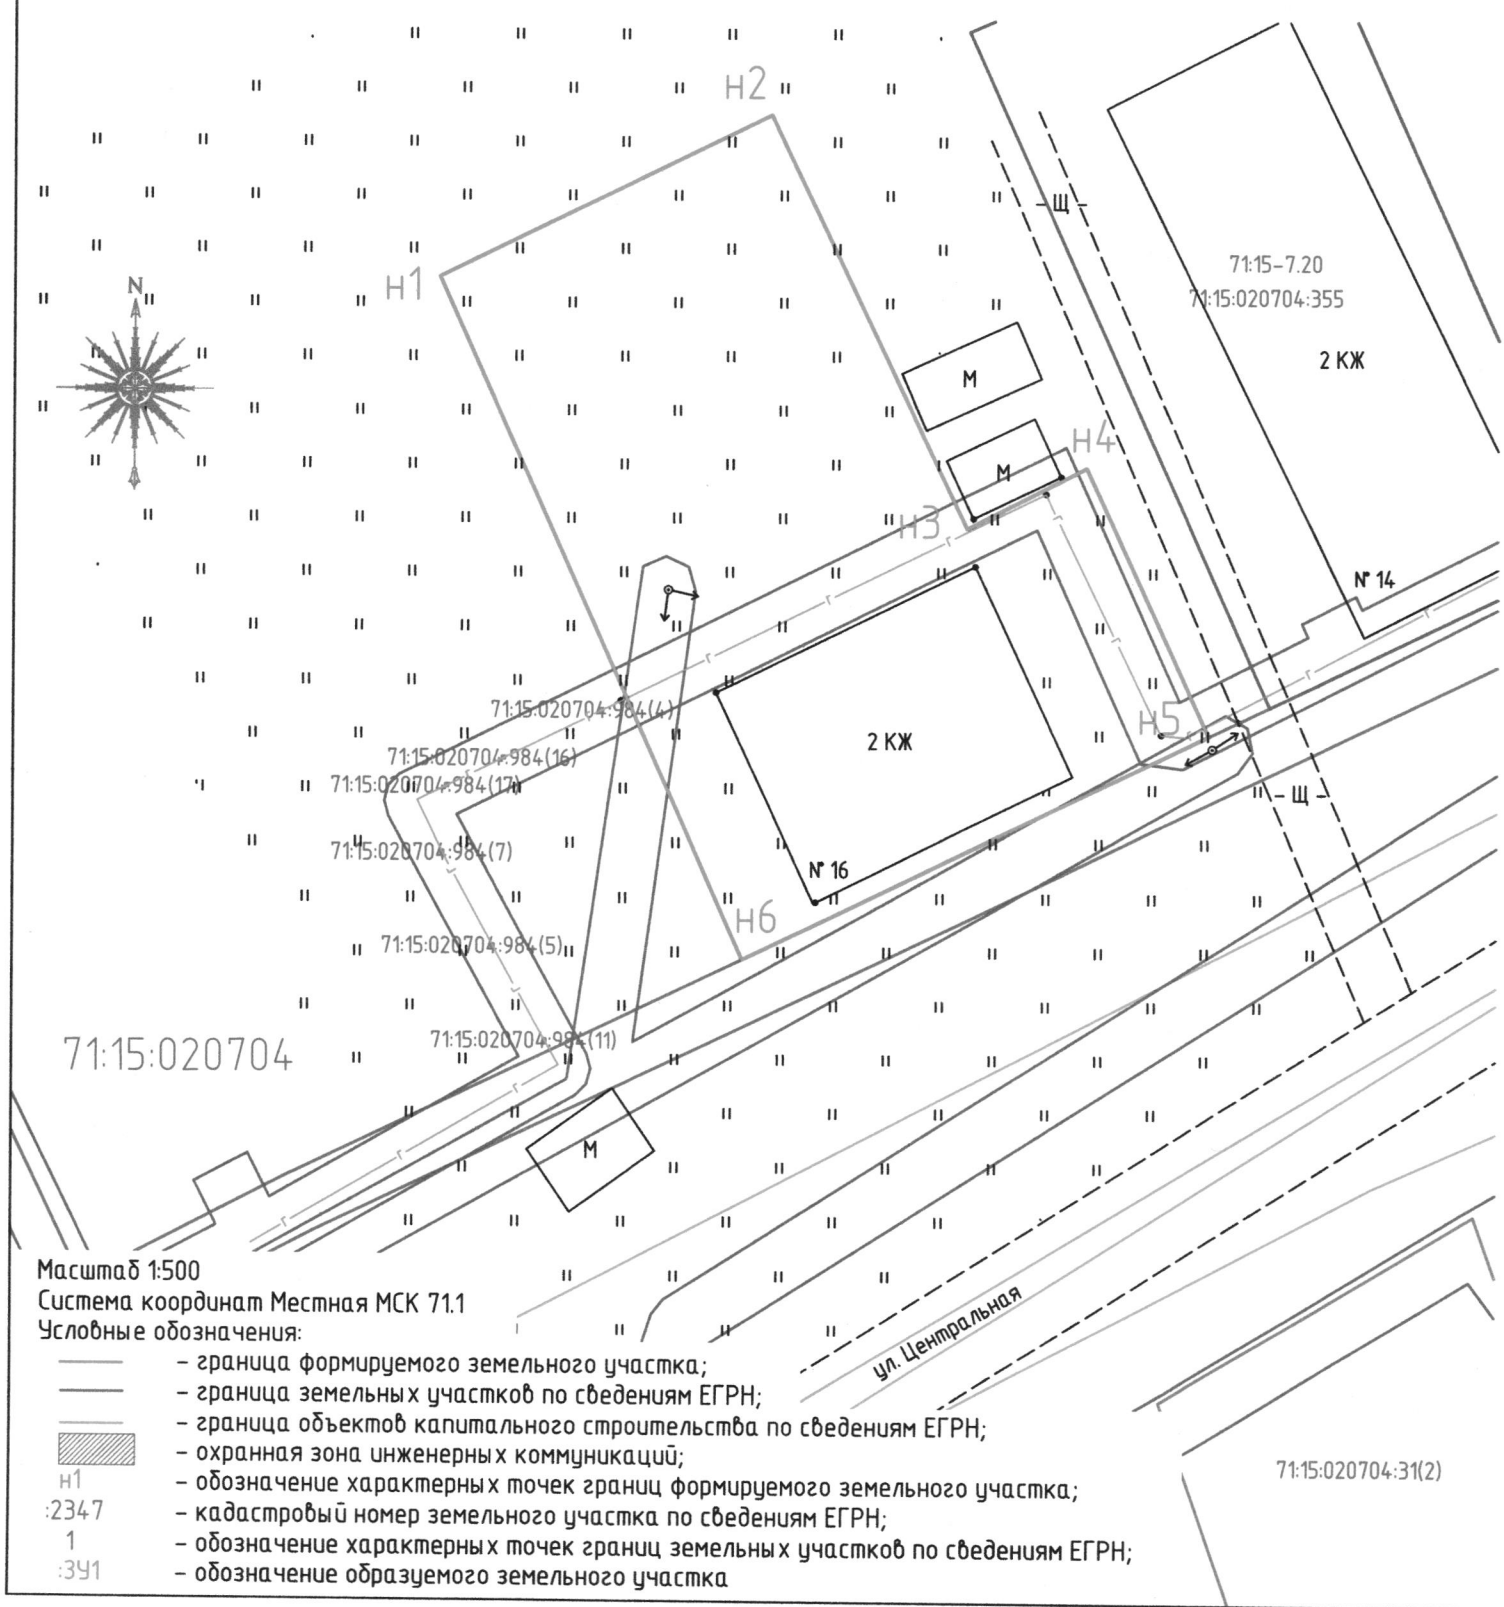 н2
Щ
71:15-7.20
71:15:020704:355
н1
N
2 КЖ
М
н4
М
н3
№ 14
71:15:020704:984(4)
н5
2 КЖ
71:15:020704:984(16)
71:15:020704:984(17)
Щ
71:15:020704:984(7)
№ 16
н6
71:15:020704:984(5)
71:15:020704:984(11)
71:15:020704
М
ул. Центральная
Масштаб 1:500
Система координат Местная МСК 71.1
Условные обозначения:
– граница формируемого земельного участка;
– граница земельных участков по сведениям ЕГРН;
– граница объектов капитального строительства по сведениям ЕГРН;
– охранная зона инженерных коммуникаций;
н1 – обозначение характерных точек границ формируемого земельного участка;
:2347 – кадастровый номер земельного участка по сведениям ЕГРН;
1 – обозначение характерных точек границ земельных участков по сведениям ЕГРН;
:ЗУ1 – обозначение образуемого земельного участка
71:15:020704:31(2)